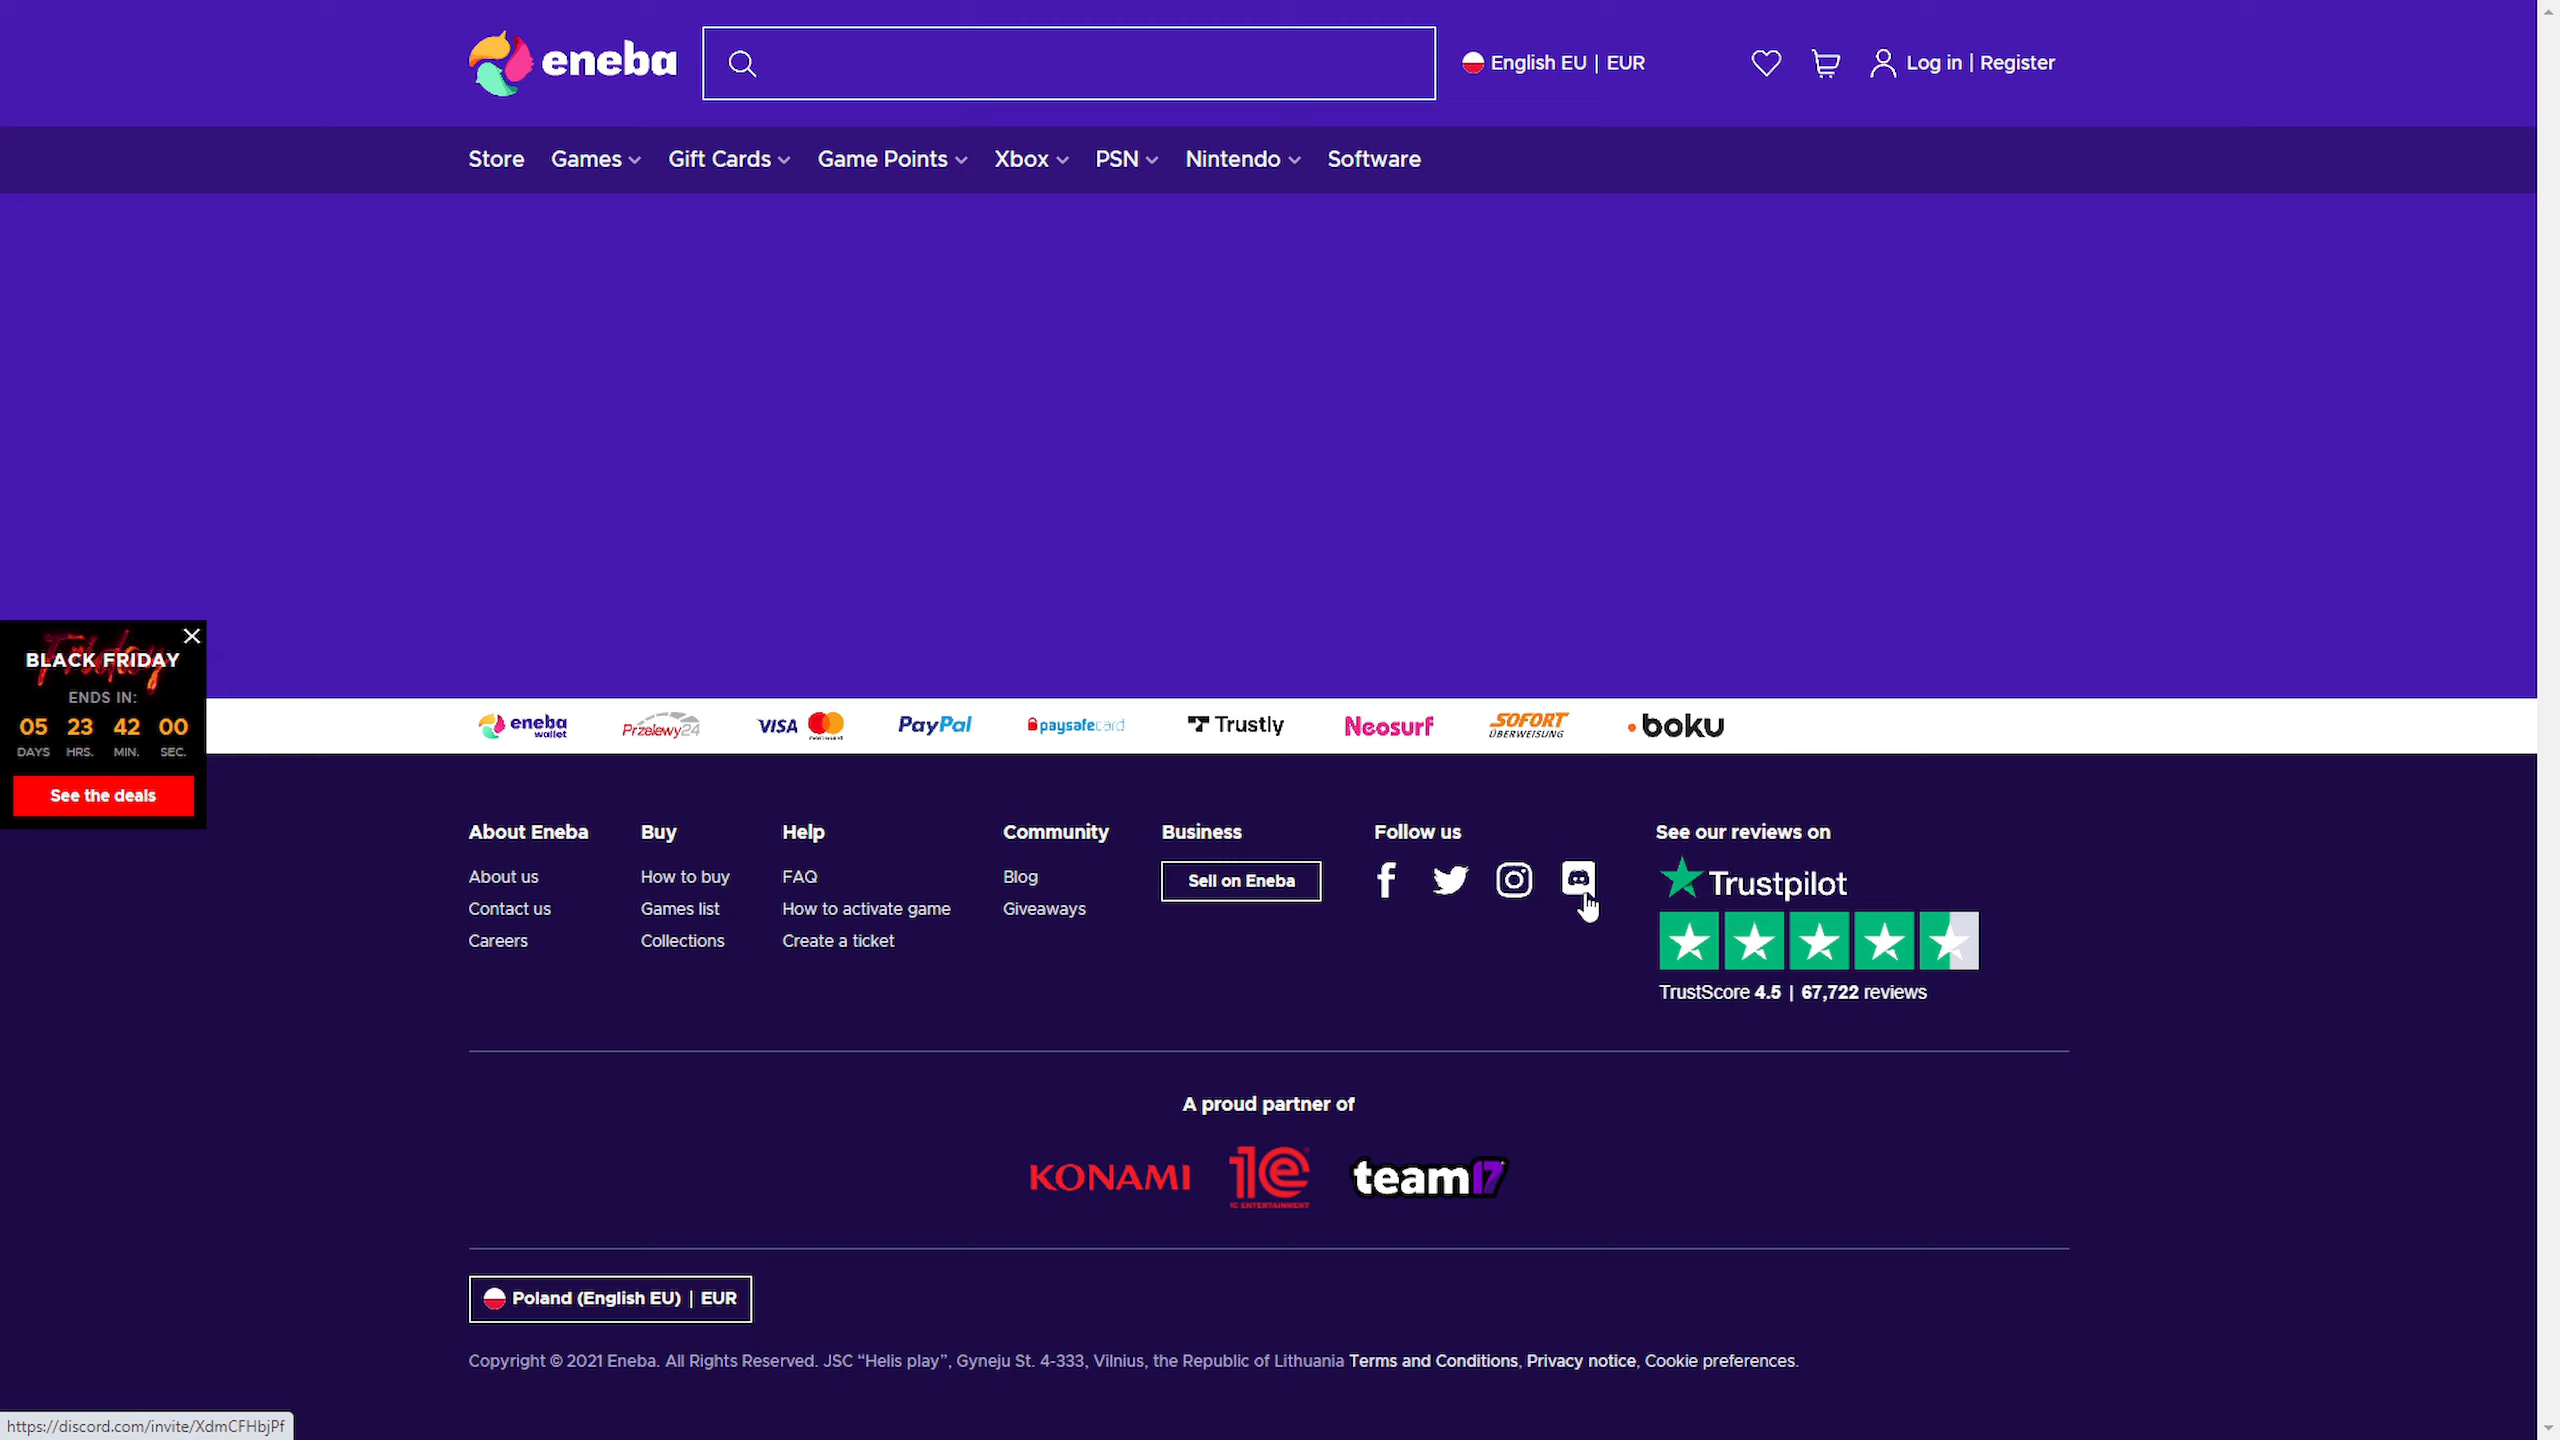 eneba
English EU | EUR
Log in | Register
Store Games Gift Cards Game Points Xbox PSN Nintendo Software
Friday
BLACK FRIDAY
ENDS IN:
05 23 42 00
DAYS HRS. MIN. SEC.
See the deals
eneba wallet Przelewy24 VISA PayPal paysafecard Trustly Neosurf SOFORT ÜBERWEISUNG boku
About Eneba Buy Help Community Business Follow us See our reviews on
About us How to buy FAQ Blog Sell on Eneba Trustpilot
Contact us Games list How to activate game Giveaways
Careers Collections Create a ticket
TrustScore 4.5 | 67,722 reviews
A proud partner of
KONAMI 1C team17
1C ENTERTAINMENT
Poland (English EU) | EUR
Copyright © 2021 Eneba. All Rights Reserved. JSC “Helis play”, Gyneju St. 4-333, Vilnius, the Republic of Lithuania Terms and Conditions, Privacy notice, Cookie preferences.
https://discord.com/invite/XdmCFHbjPf